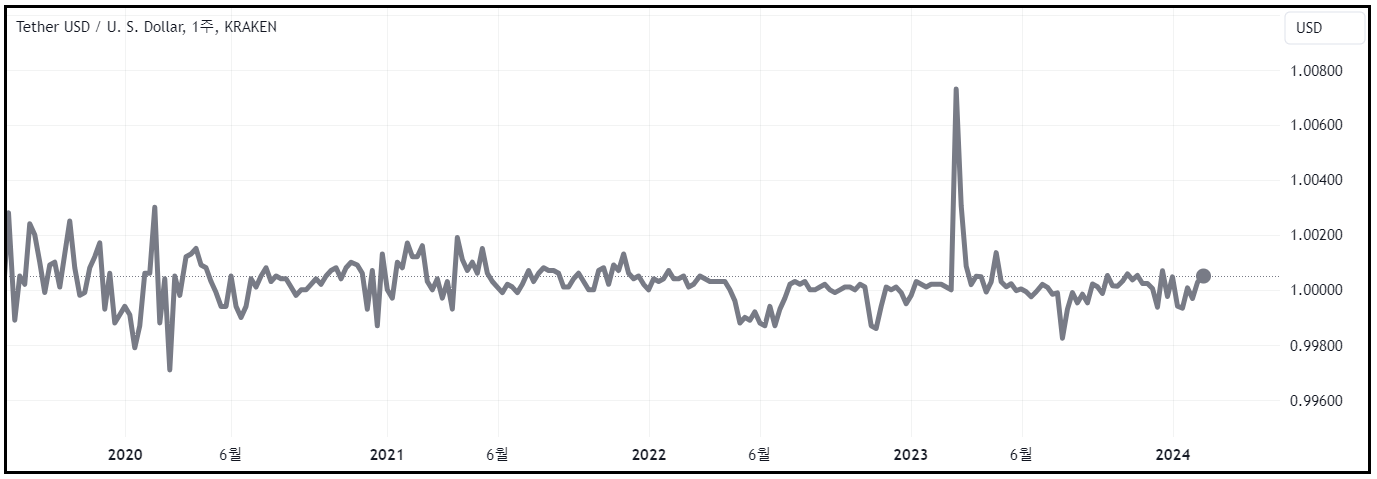 Tether USD / U. S. Dollar, 1주, KRAKEN
USD
1.00800
1.00600
1.00400
1.00200
1.00000
0.99800
0.99600
2020 6월 2021 6월 2022 6월 2023 6월 2024